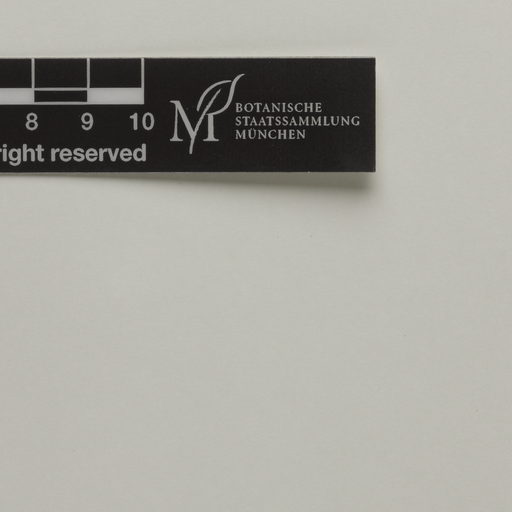 8 9 10
right reserved
M
BOTANISCHE
STAATSSAMMLUNG
MÜNCHEN